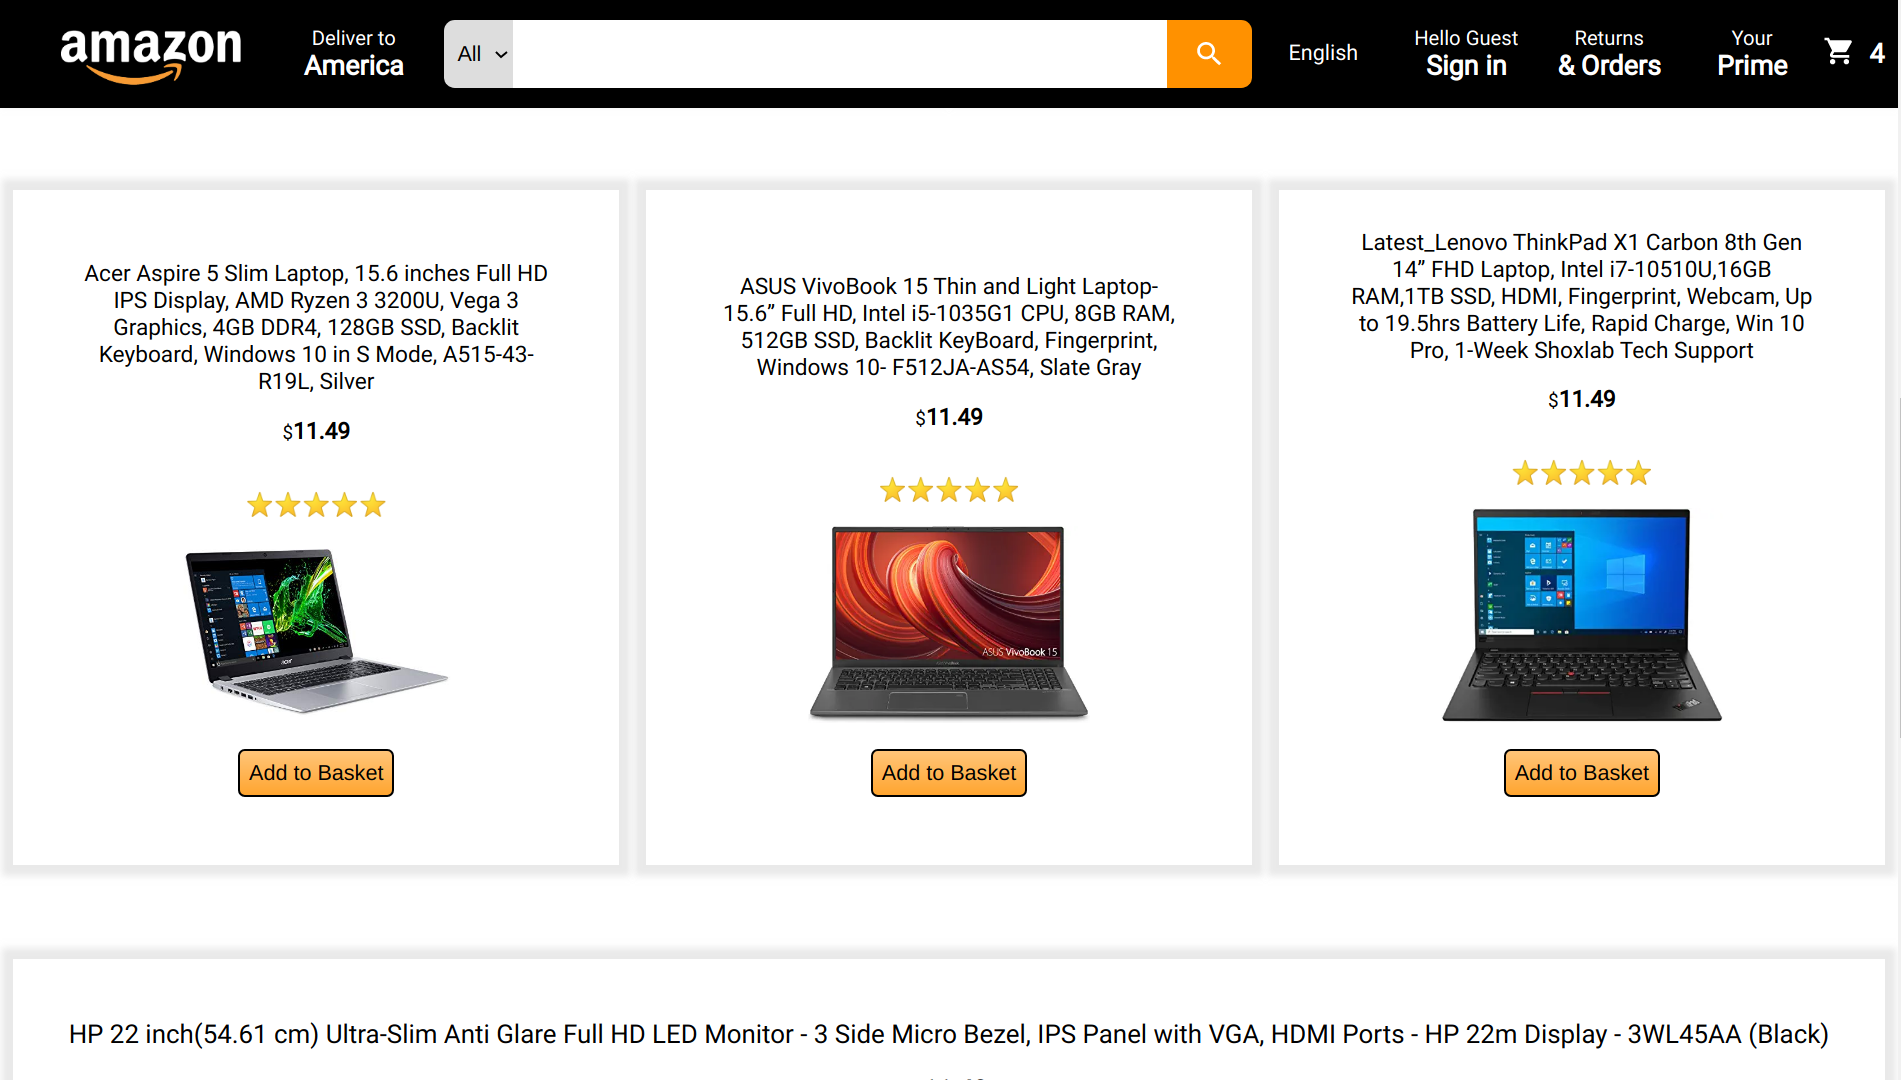 amazon
Deliver to
America
All
English
Hello Guest
Sign in
Returns
& Orders
Your
Prime
4
Acer Aspire 5 Slim Laptop, 15.6 inches Full HD
IPS Display, AMD Ryzen 3 3200U, Vega 3
Graphics, 4GB DDR4, 128GB SSD, Backlit
Keyboard, Windows 10 in S Mode, A515-43-
R19L, Silver
$11.49
Add to Basket
ASUS VivoBook 15 Thin and Light Laptop-
15.6” Full HD, Intel i5-1035G1 CPU, 8GB RAM,
512GB SSD, Backlit KeyBoard, Fingerprint,
Windows 10- F512JA-AS54, Slate Gray
$11.49
ASUS VivoBook 15
Add to Basket
Latest_Lenovo ThinkPad X1 Carbon 8th Gen
14” FHD Laptop, Intel i7-10510U,16GB
RAM,1TB SSD, HDMI, Fingerprint, Webcam, Up
to 19.5hrs Battery Life, Rapid Charge, Win 10
Pro, 1-Week Shoxlab Tech Support
$11.49
Add to Basket
HP 22 inch(54.61 cm) Ultra-Slim Anti Glare Full HD LED Monitor - 3 Side Micro Bezel, IPS Panel with VGA, HDMI Ports - HP 22m Display - 3WL45AA (Black)